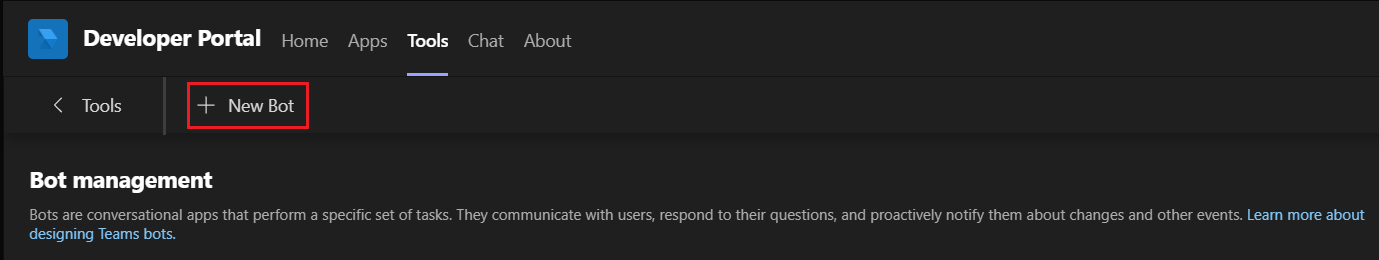 Developer Portal Home Apps Tools Chat About
Tools New Bot
Bot management
Bots are conversational apps that perform a specific set of tasks. They communicate with users, respond to their questions, and proactively notify them about changes and other events. Learn more about
designing Teams bots.